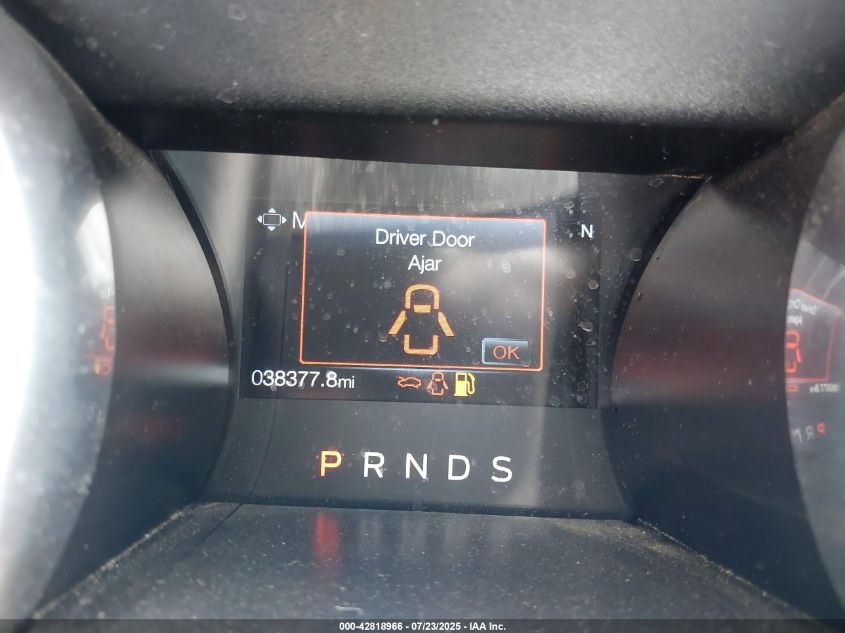 M
N
Driver Door
Ajar
OK
038377.8mi
P R N D S
000-42818966 - 07/23/2025 - IAA Inc.